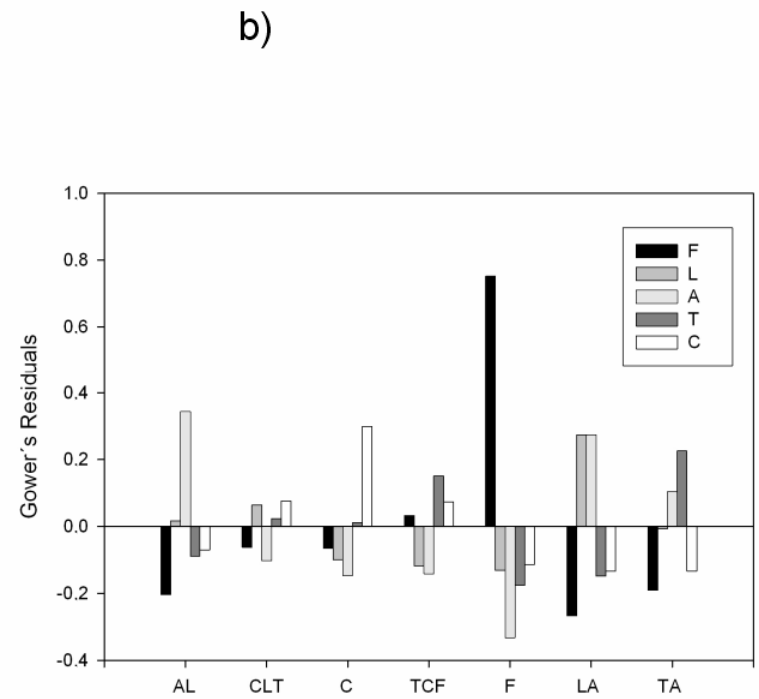 b)
1.0
0.8
0.6
0.4
0.2
0.0
-0.2
-0.4
Gower´s Residuals
F
L
A
T
C
AL CLT C TCF F LA TA